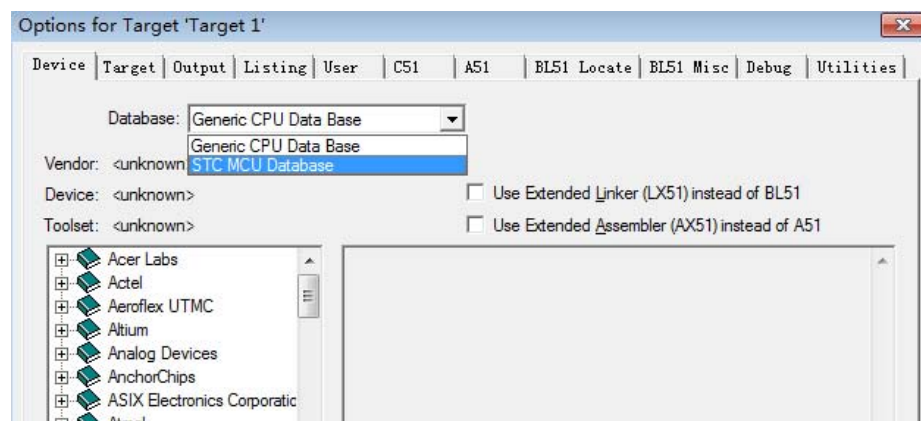 Options for Target 'Target 1'
Device Target Output Listing User C51 A51 BL51 Locate BL51 Misc Debug Utilities
Database: Generic CPU Data Base
Generic CPU Data Base
Vendor: <unknown STC MCU Database
Device: <unknown> Use Extended Linker (LX51) instead of BL51
Toolset: <unknown> Use Extended Assembler (AX51) instead of A51
Acer Labs
Actel
Aeroflex UTMC
Altium
Analog Devices
AnchorChips
ASIX Electronics Corporatic